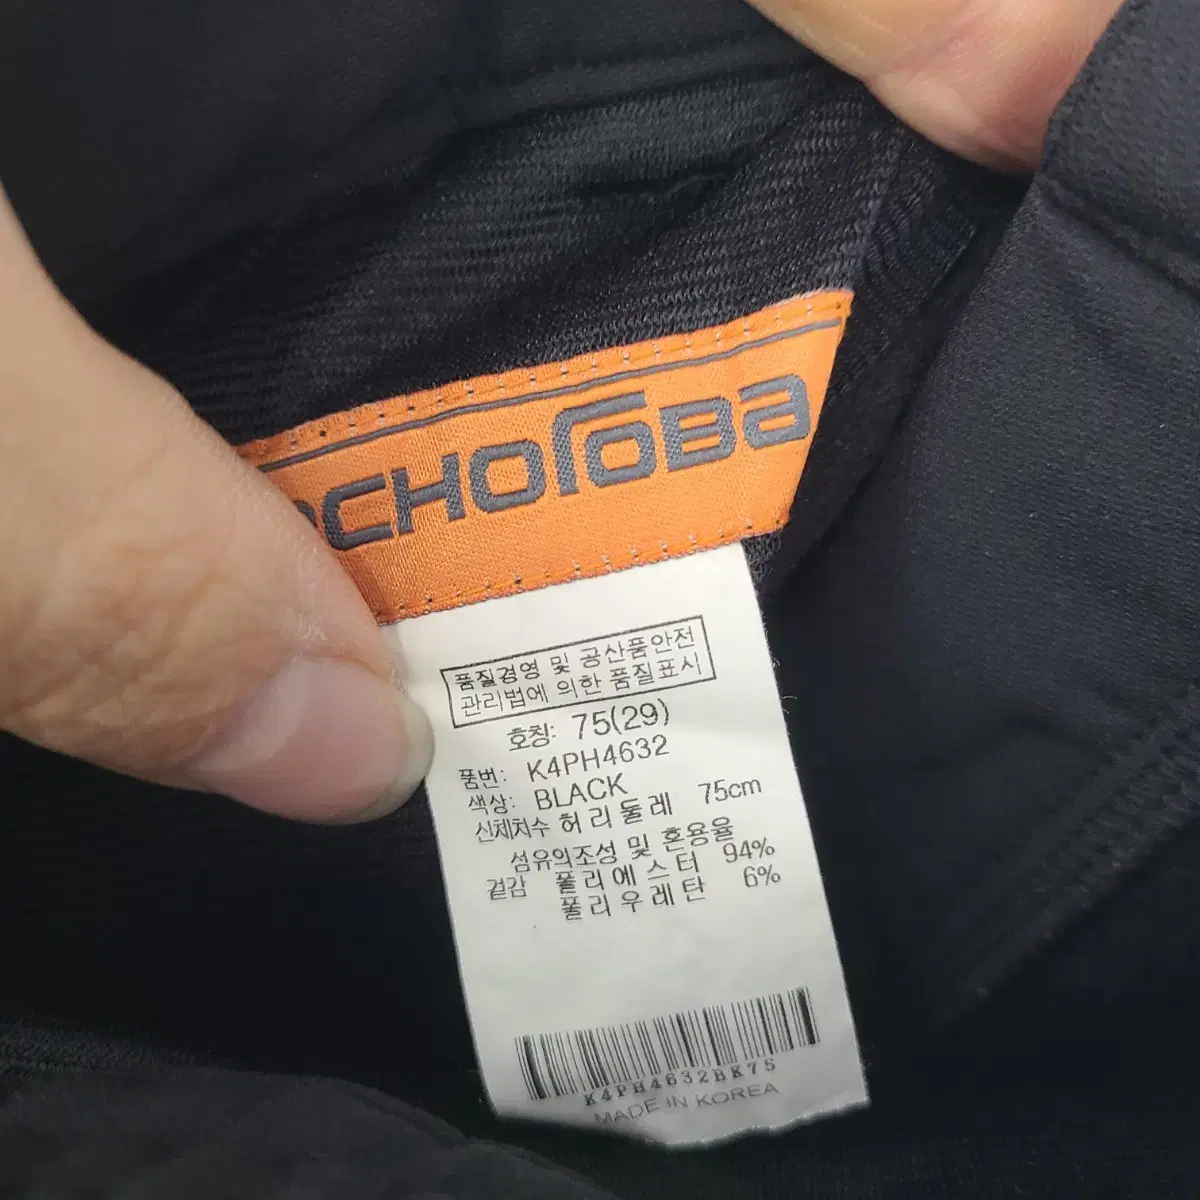 CHOroBa
품질경영 및 공산품안전
관리법에 의한 품질표시
호칭: 75(29)
품번: K4PH4632
색상: BLACK
신체치수 허리둘레 75cm
섬유의조성 및 혼용율
겉감 폴리에스터 94%
폴리우레탄 6%
K4PH4632BK75
MADE IN KOREA